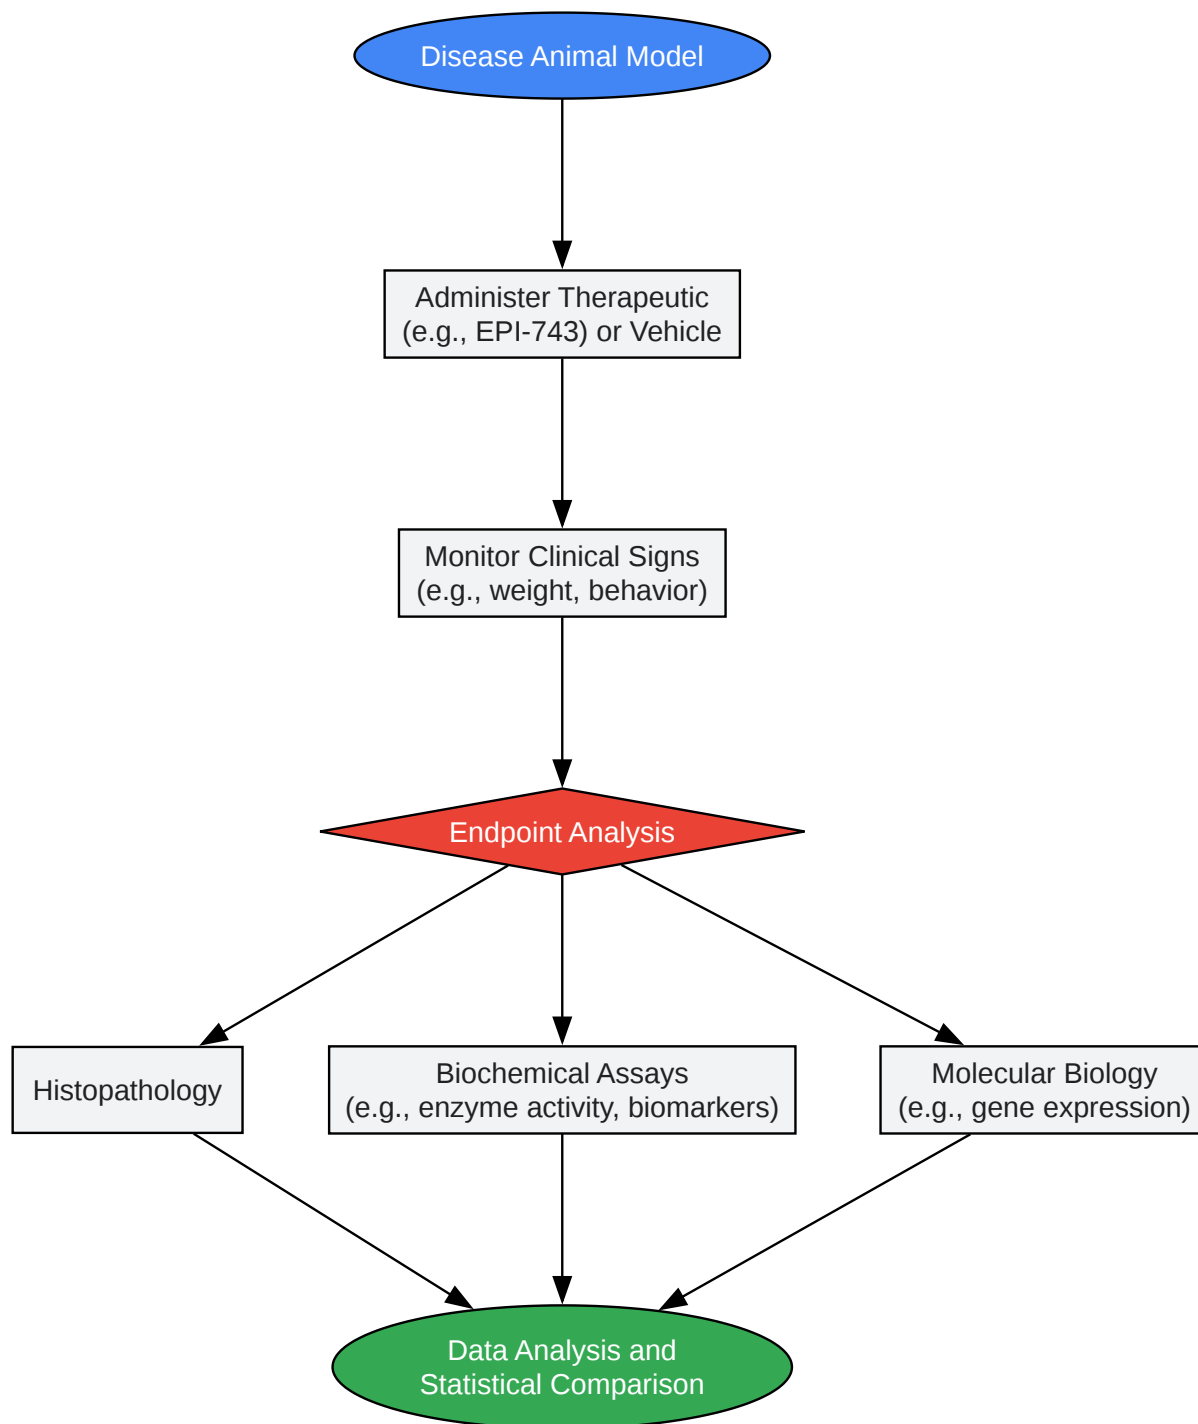 Disease Animal Model
Administer Therapeutic
(e.g., EPI-743) or Vehicle
Monitor Clinical Signs
(e.g., weight, behavior)
Endpoint Analysis
Histopathology
Biochemical Assays
(e.g., enzyme activity, biomarkers)
Molecular Biology
(e.g., gene expression)
Data Analysis and
Statistical Comparison